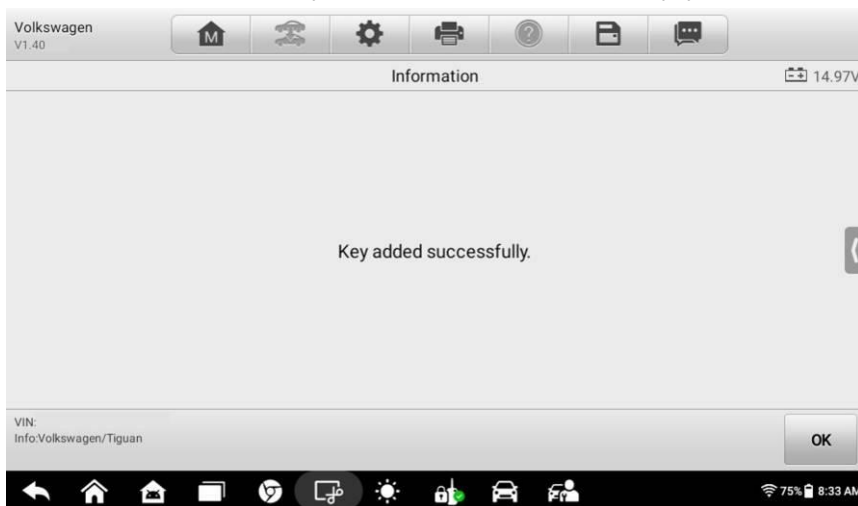 Volkswagen
V1.40
M
?
Information
14.97V
Key added successfully.
VIN:
Info:Volkswagen/Tiguan
OK
75%
8:33 AM